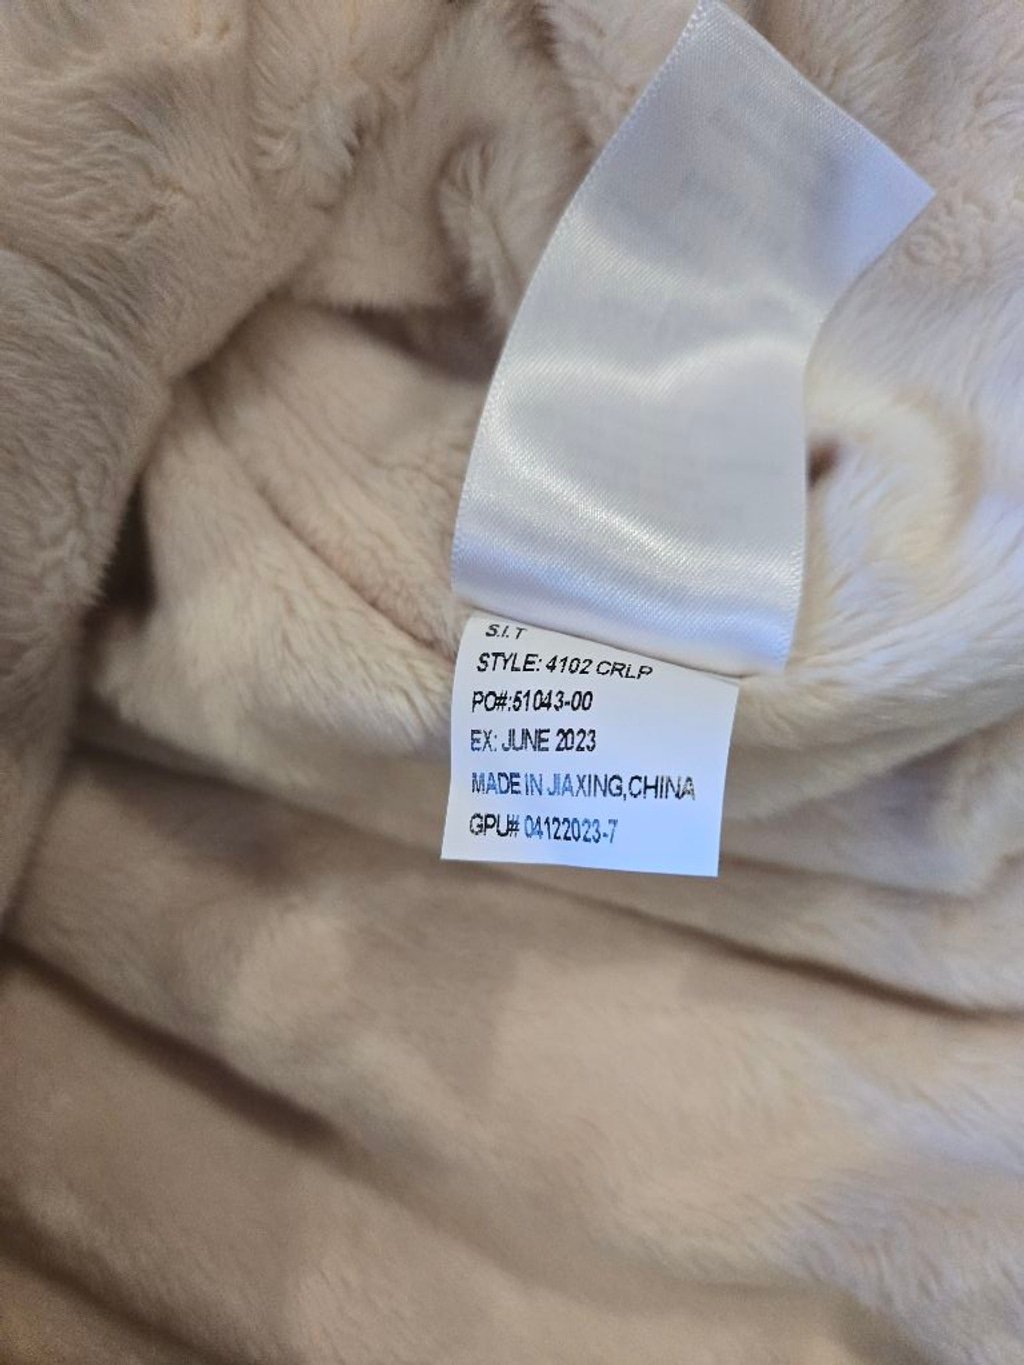 S.I. T
STYLE: 4102 CRLP
PO#:51043-00
EX: JUNE 2023
MADE IN JIAXING,CHINA
GPU# 04122023-7